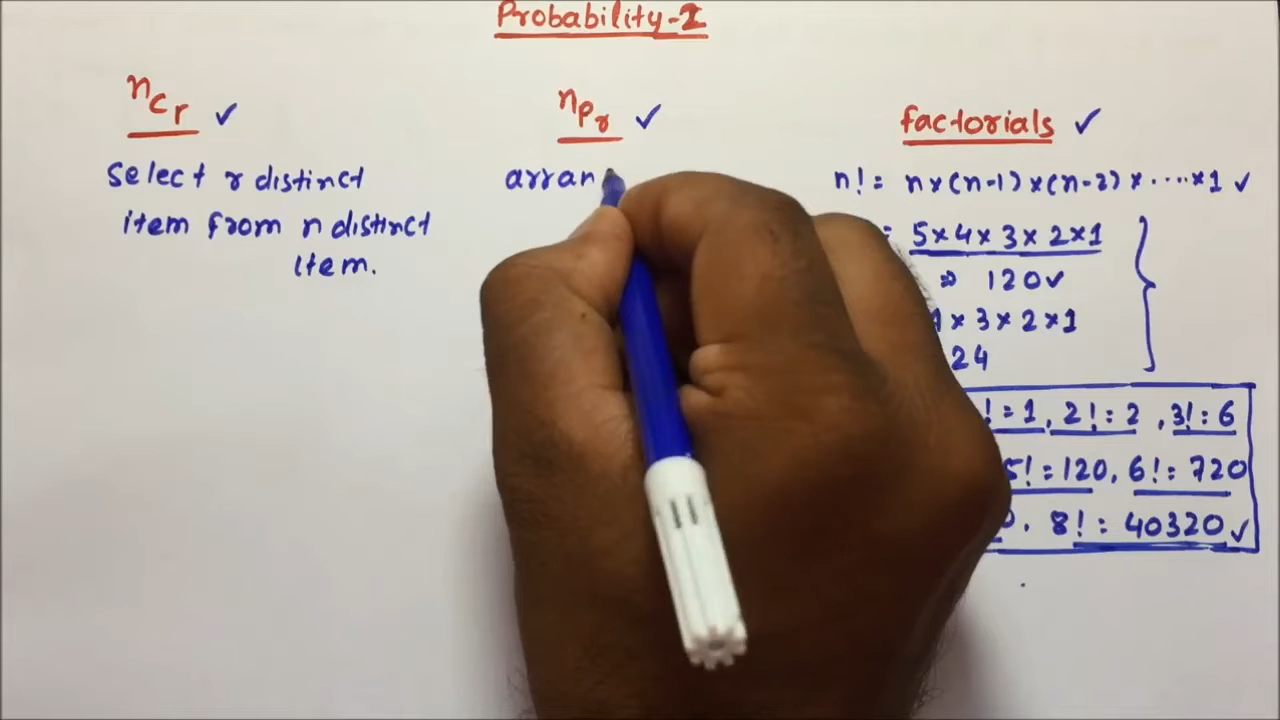 Probability-I
nCr ✓
Select r distinct
item from n distinct
item.
nPr ✓
arran
factorials ✓
n! = n×(n-1)×(n-2)×.....×1 ✓
= 5×4×3×2×1
⇒ 120 ✓
× 3 × 2 × 1
24
! = 1, 2! = 2, 3! = 6
5! = 120, 6! = 720
8! = 40320 ✓